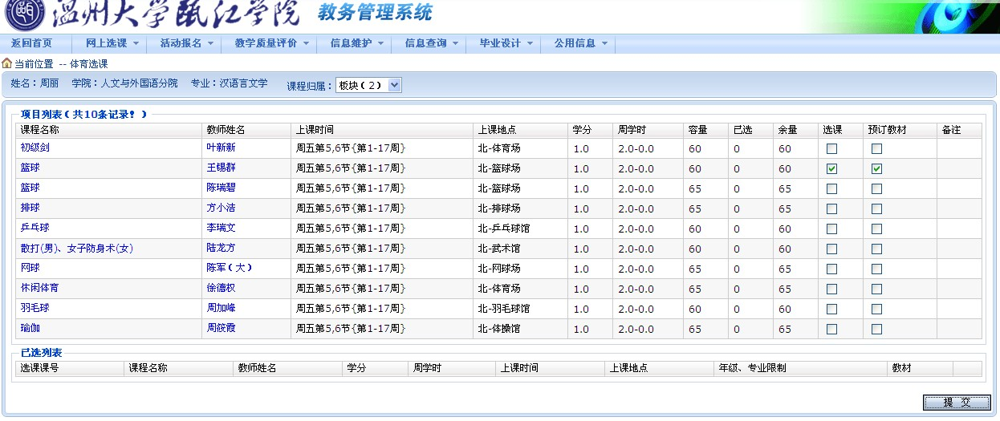 温州大学瓯江学院 教务管理系统
返回首页 网上选课 活动报名 教学质量评价 信息维护 信息查询 毕业设计 公用信息
当前位置 -- 体育选课
姓名：周丽 学院：人文与外国语分院 专业：汉语言文学 课程归属：板块（2）
项目列表（共10条记录！）
课程名称 教师姓名 上课时间 上课地点 学分 周学时 容量 已选 余量 选课 预订教材 备注
初级剑 叶新新 周五第5,6节{第1-17周} 北-体育场 1.0 2.0-0.0 60 0 60
篮球 王锡群 周五第5,6节{第1-17周} 北-篮球场 1.0 2.0-0.0 60 0 60
篮球 陈瑞碧 周五第5,6节{第1-17周} 北-篮球场 1.0 2.0-0.0 65 0 65
排球 方小洁 周五第5,6节{第1-17周} 北-排球场 1.0 2.0-0.0 65 0 65
乒乓球 李瑞文 周五第5,6节{第1-17周} 北-乒乓球馆 1.0 2.0-0.0 60 0 60
散打(男)、女子防身术(女) 陆龙方 周五第5,6节{第1-17周} 北-武术馆 1.0 2.0-0.0 60 0 60
网球 陈军（大） 周五第5,6节{第1-17周} 北-网球场 1.0 2.0-0.0 65 0 65
休闲体育 徐德权 周五第5,6节{第1-17周} 北-体育场 1.0 2.0-0.0 65 0 65
羽毛球 周加峰 周五第5,6节{第1-17周} 北-羽毛球馆 1.0 2.0-0.0 60 0 60
瑜伽 周筱霞 周五第5,6节{第1-17周} 北-体操馆 1.0 2.0-0.0 65 0 65
已选列表
选课课号 课程名称 教师姓名 学分 周学时 上课时间 上课地点 年级、专业限制 教材
提 交